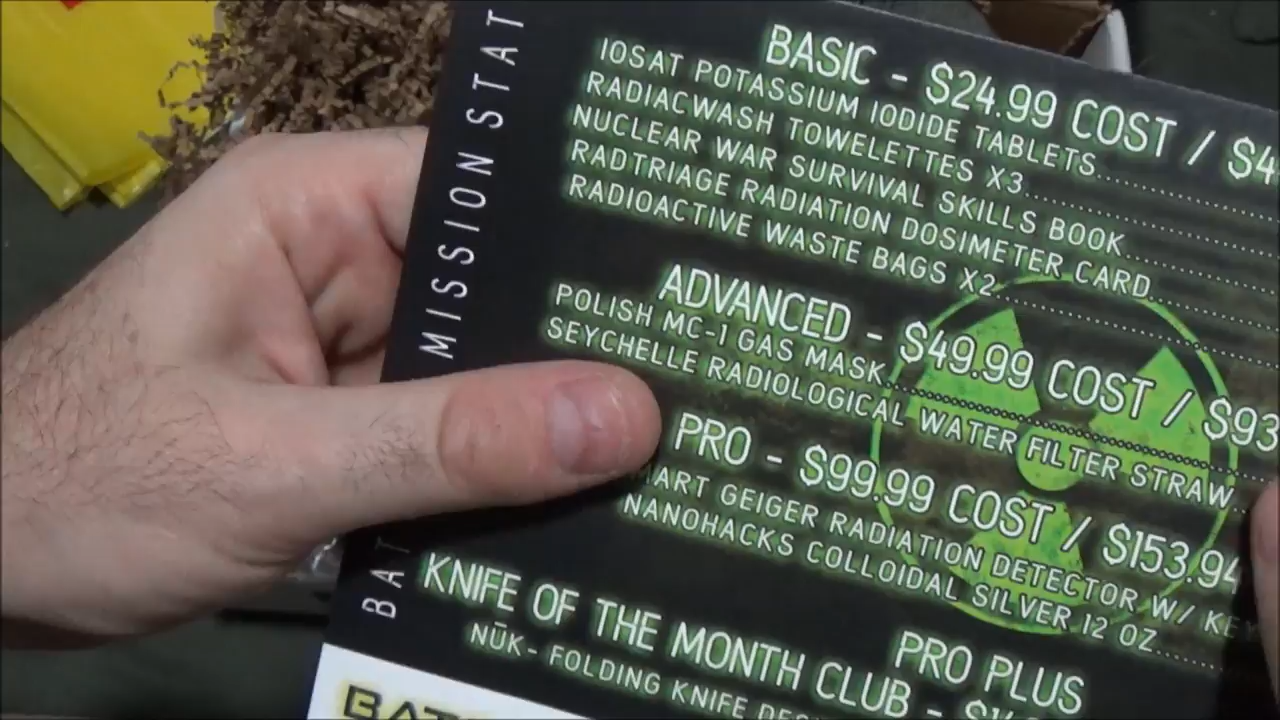 MISSION STAT
BASIC - $24.99 COST / $4
IOSAT POTASSIUM IODIDE TABLETS
RADIACWASH TOWELETTES X3
NUCLEAR WAR SURVIVAL SKILLS BOOK
RADTRIAGE RADIATION DOSIMETER CARD
RADIOACTIVE WASTE BAGS X2
ADVANCED - $49.99 COST / $93
POLISH MC-1 GAS MASK
SEYCHELLE RADIOLOGICAL WATER FILTER STRAW
PRO - $99.99 COST / $153.94
MART GEIGER RADIATION DETECTOR W/ KEY
NANOHACKS COLLOIDAL SILVER 12 OZ
PRO PLUS
KNIFE OF THE MONTH CLUB -
NŪK - FOLDING KNIFE
BAT